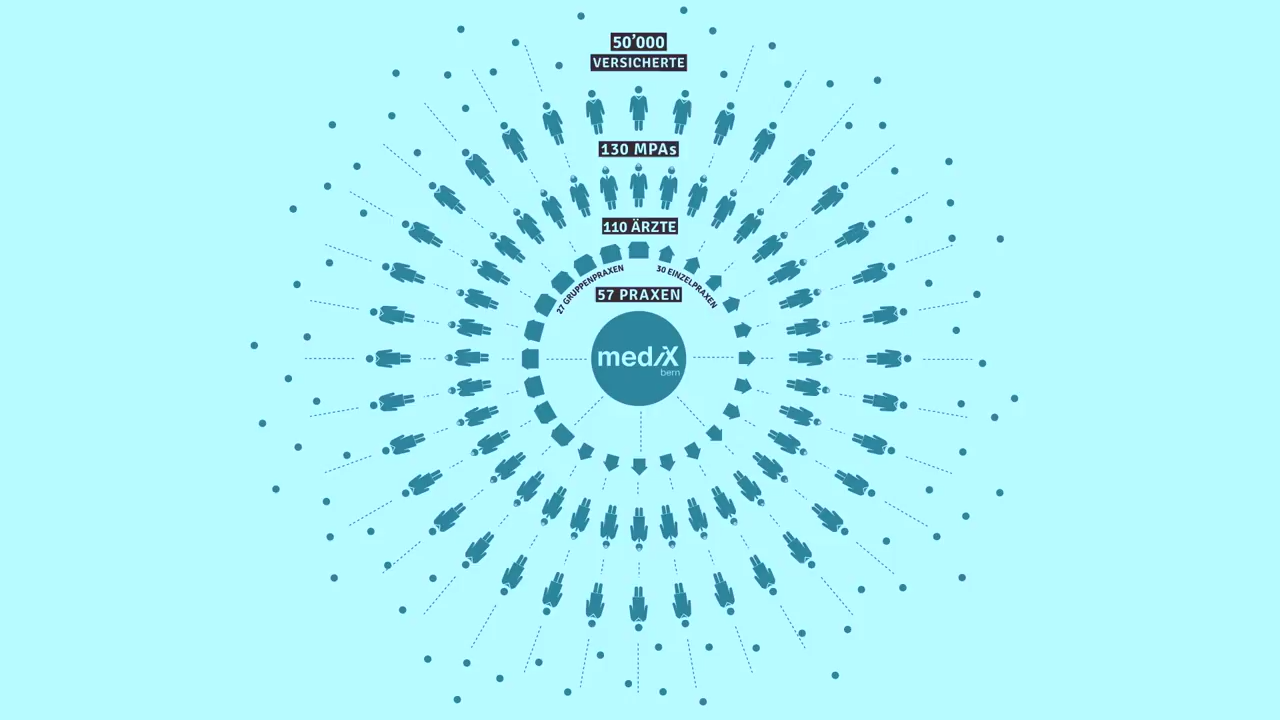 50’000
VERSICHERTE
130 MPAs
110 ÄRZTE
27 GRUPPENPRAXEN
30 EINZELPRAXEN
57 PRAXEN
mediX
bern